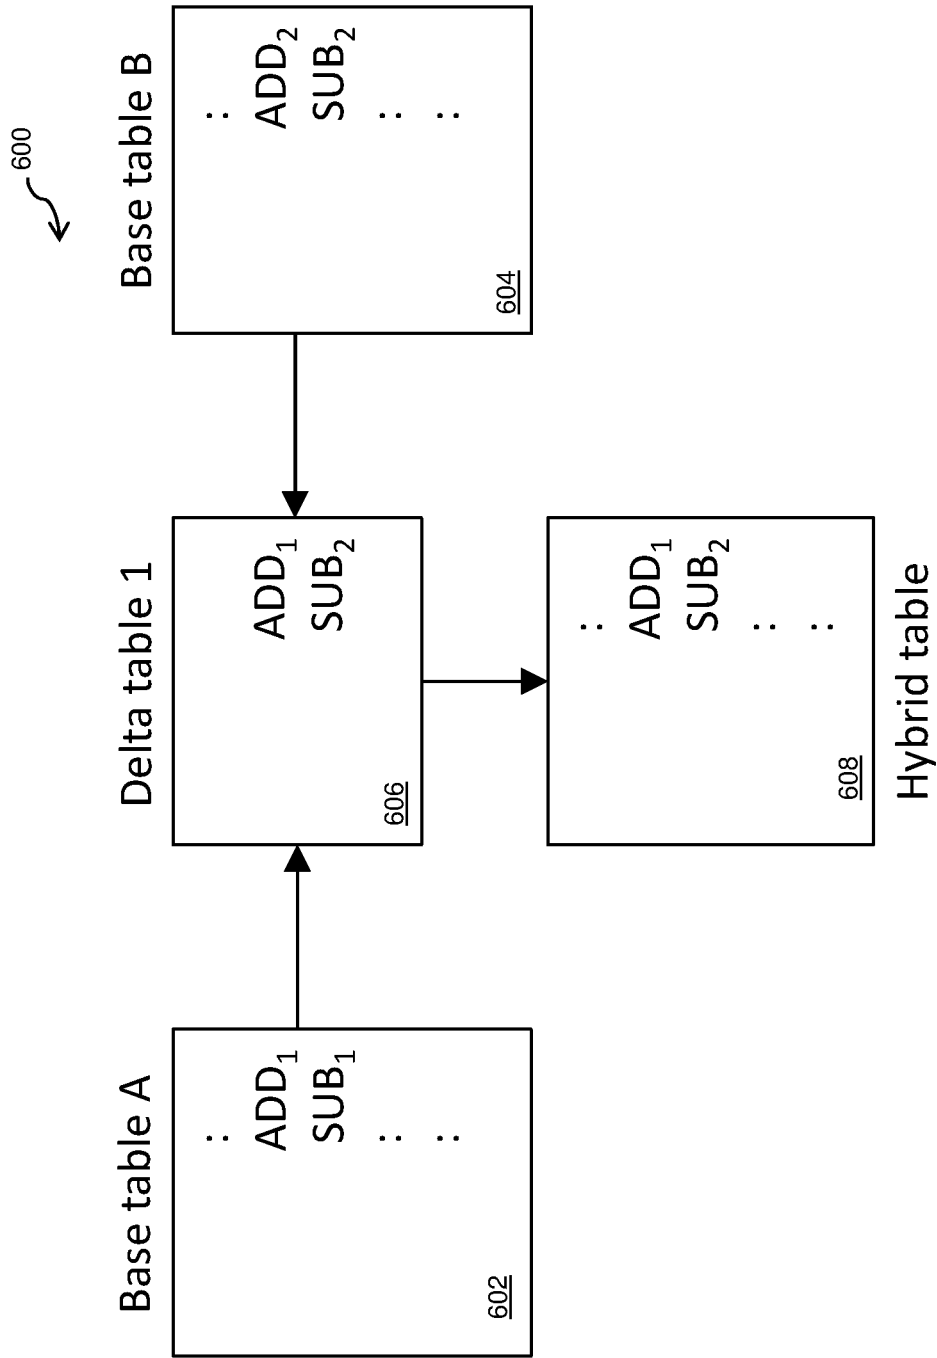 600
Base table A
:
ADD₁
SUB₁
:
:
602
Delta table 1
ADD₁
SUB₂
606
Base table B
:
ADD₂
SUB₂
:
:
604
:
ADD₁
SUB₂
:
:
608
Hybrid table